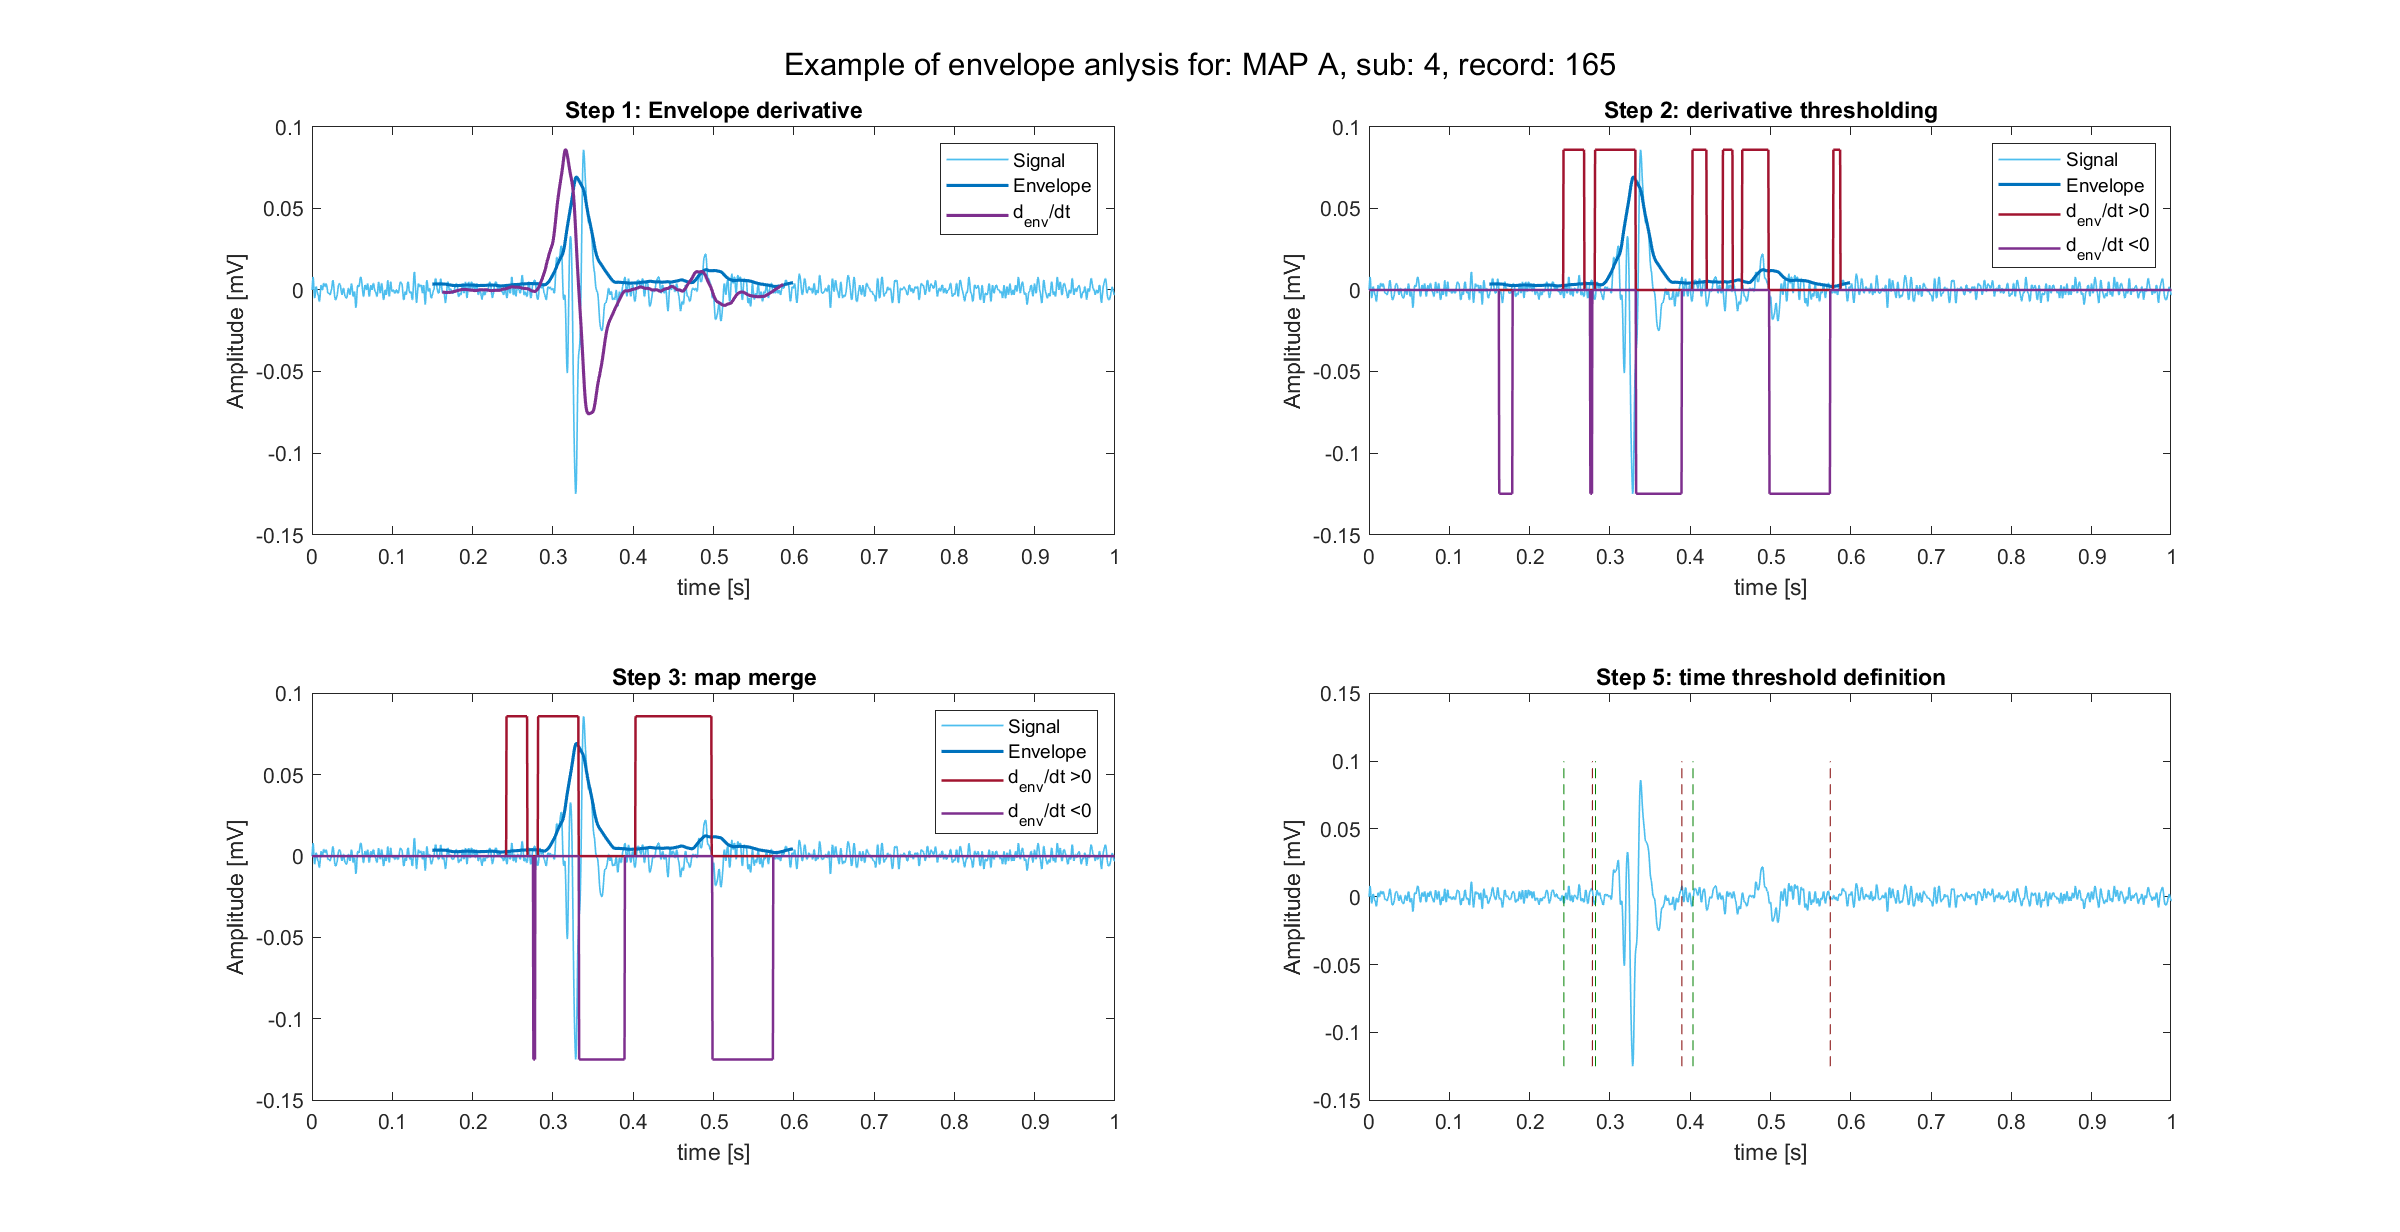 Example of envelope anlysis for: MAP A, sub: 4, record: 165
Step 1: Envelope derivative
0.1
0.05
0
-0.05
-0.1
-0.15
Amplitude [mV]
0 0.1 0.2 0.3 0.4 0.5 0.6 0.7 0.8 0.9 1
time [s]
Signal
Envelope
d_env/dt
Step 2: derivative thresholding
0.1
0.05
0
-0.05
-0.1
-0.15
Amplitude [mV]
0 0.1 0.2 0.3 0.4 0.5 0.6 0.7 0.8 0.9 1
time [s]
Signal
Envelope
d_env/dt >0
d_env/dt <0
Step 3: map merge
0.1
0.05
0
-0.05
-0.1
-0.15
Amplitude [mV]
0 0.1 0.2 0.3 0.4 0.5 0.6 0.7 0.8 0.9 1
time [s]
Signal
Envelope
d_env/dt >0
d_env/dt <0
Step 5: time threshold definition
0.15
0.1
0.05
0
-0.05
-0.1
-0.15
Amplitude [mV]
0 0.1 0.2 0.3 0.4 0.5 0.6 0.7 0.8 0.9 1
time [s]